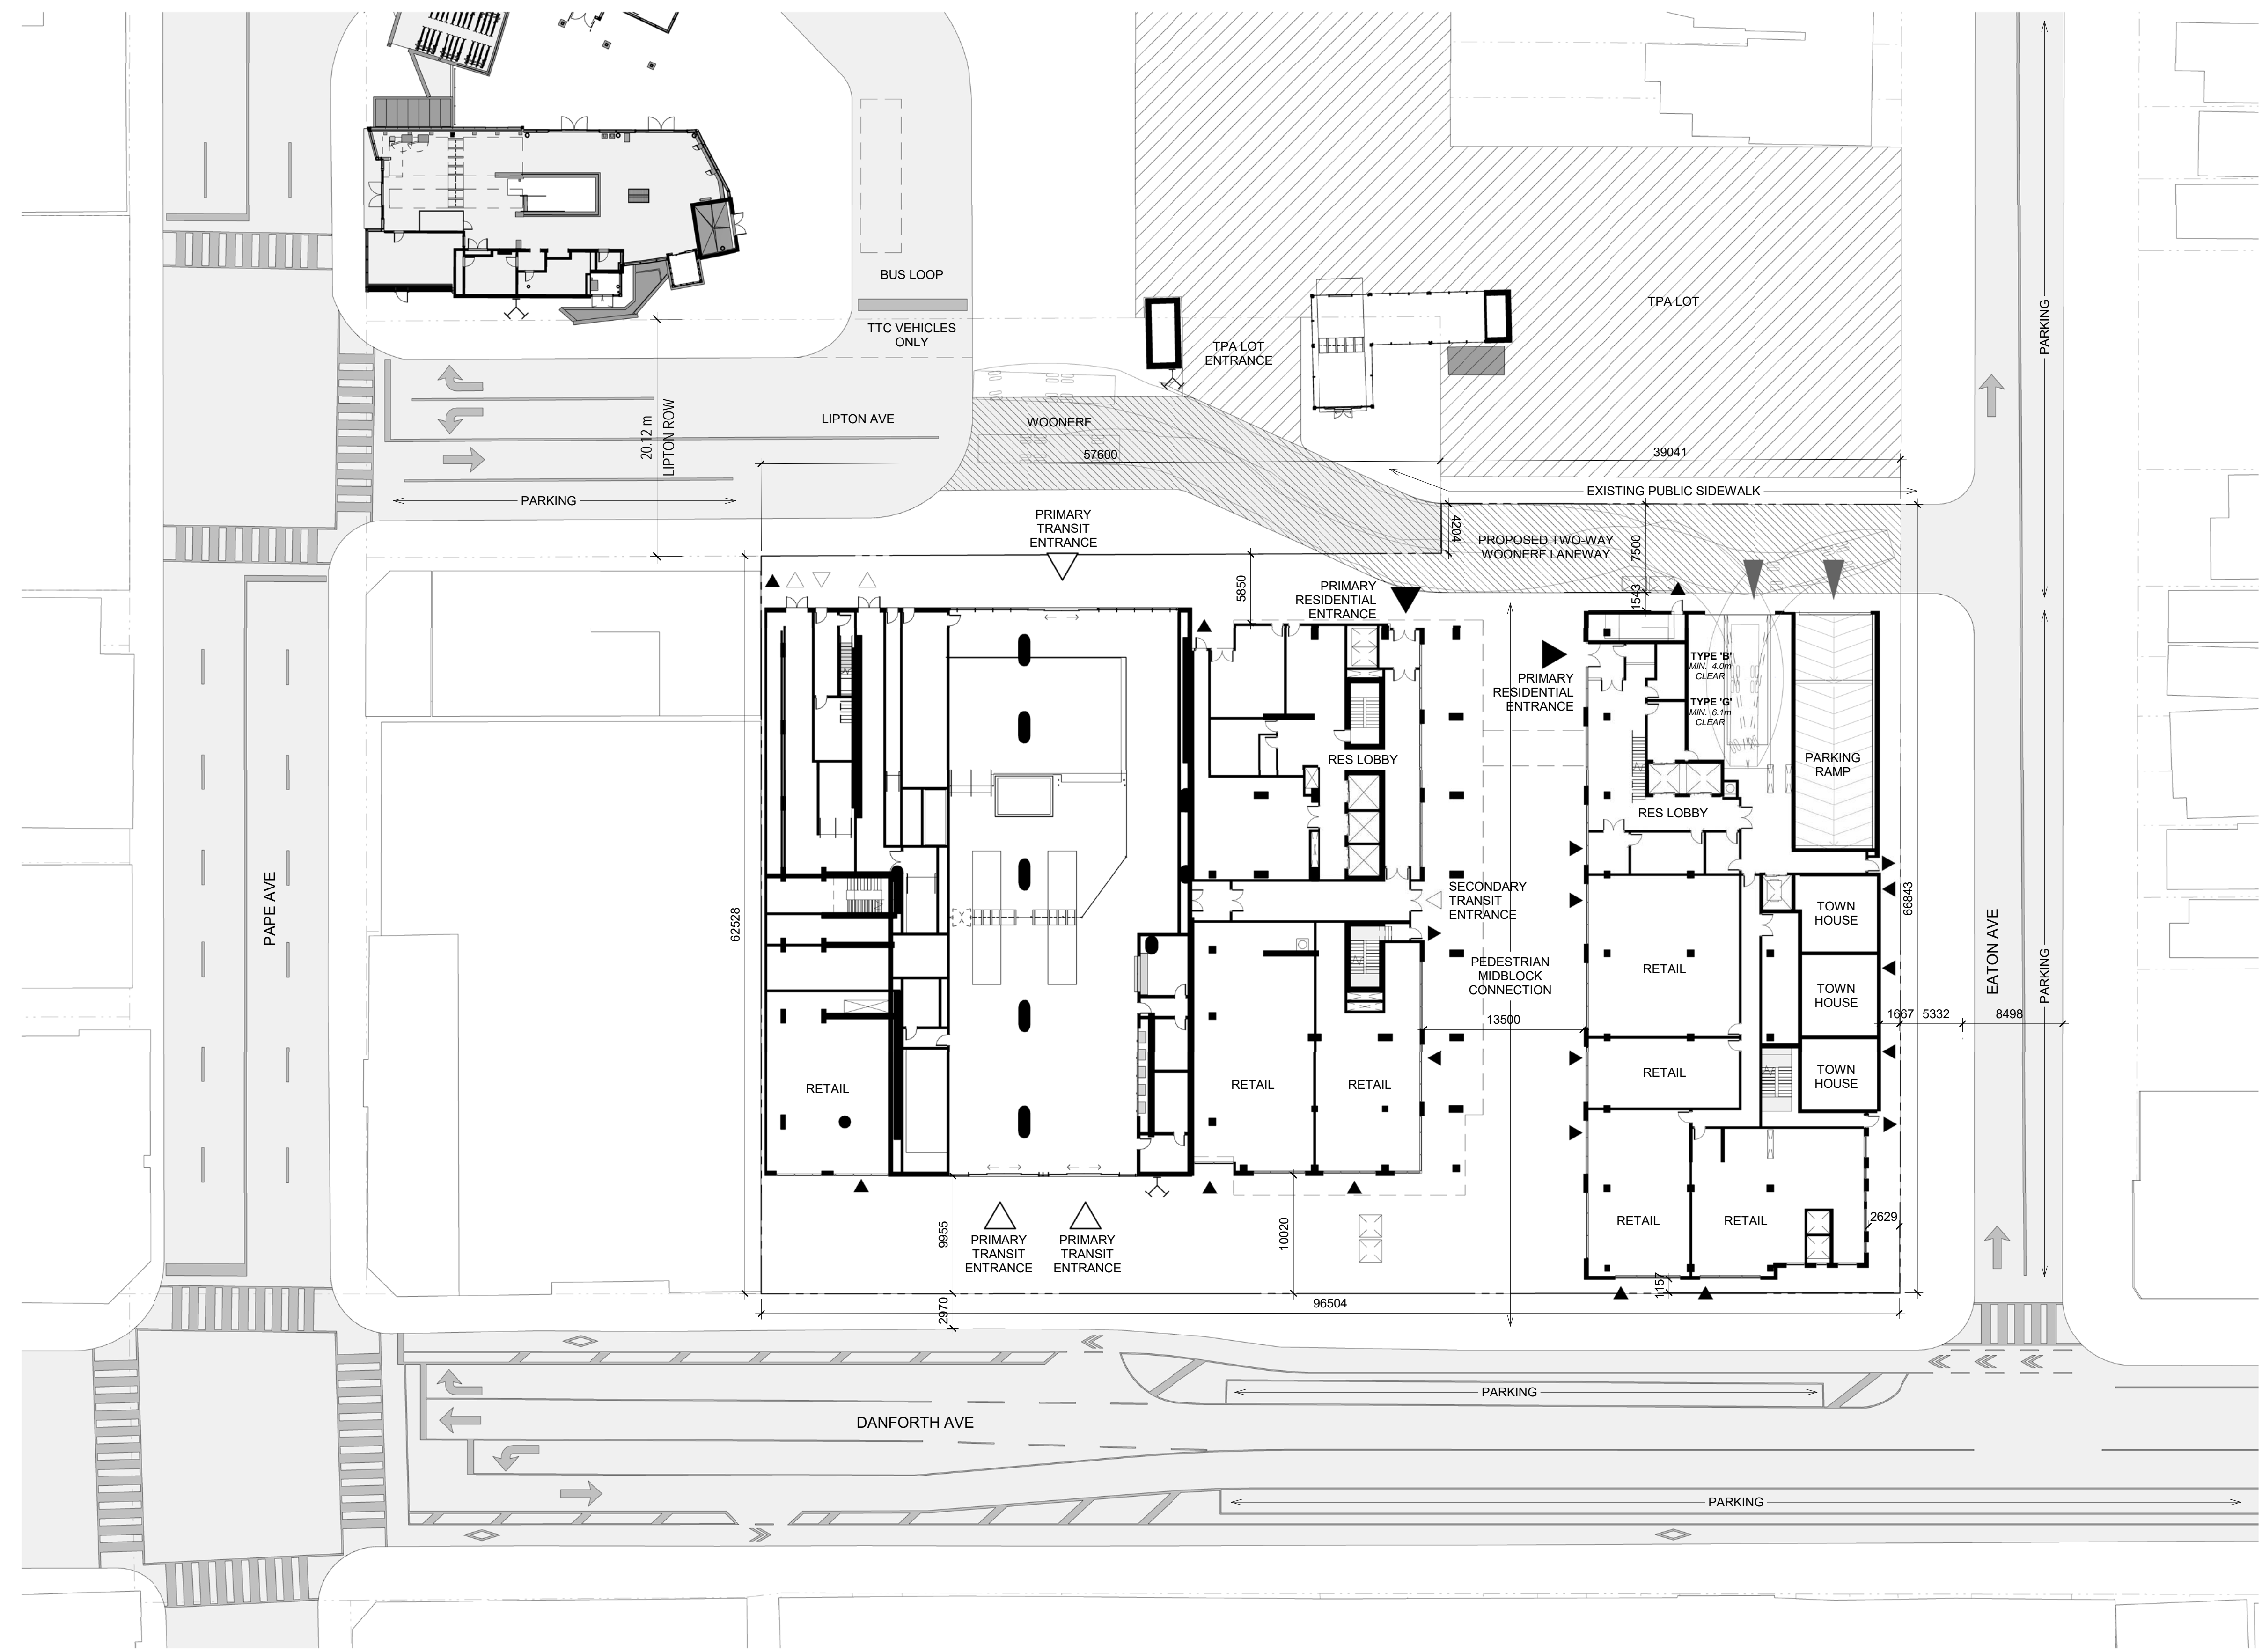 BUS LOOP
TTC VEHICLES
ONLY
TPA LOT
ENTRANCE
TPA LOT
PARKING
LIPTON AVE
20.12 m
LIPTON ROW
WOONERF
57600
39041
PARKING
EXISTING PUBLIC SIDEWALK
PRIMARY
TRANSIT
ENTRANCE
4204
PROPOSED TWO-WAY
WOONERF LANEWAY
7500
5850
PRIMARY
RESIDENTIAL
ENTRANCE
1543
PRIMARY
RESIDENTIAL
ENTRANCE
TYPE 'B'
MIN. 4.0m
CLEAR
TYPE 'G'
MIN. 6.1m
CLEAR
RES LOBBY
PARKING
RAMP
RES LOBBY
PAPE AVE
62528
SECONDARY
TRANSIT
ENTRANCE
66843
TOWN
HOUSE
EATON AVE
PARKING
PEDESTRIAN
MIDBLOCK
CONNECTION
RETAIL
TOWN
HOUSE
13500
1667
5332
8498
RETAIL
RETAIL
RETAIL
RETAIL
TOWN
HOUSE
9955
PRIMARY
TRANSIT
ENTRANCE
PRIMARY
TRANSIT
ENTRANCE
10020
RETAIL
RETAIL
2629
1157
2970
96504
PARKING
DANFORTH AVE
PARKING